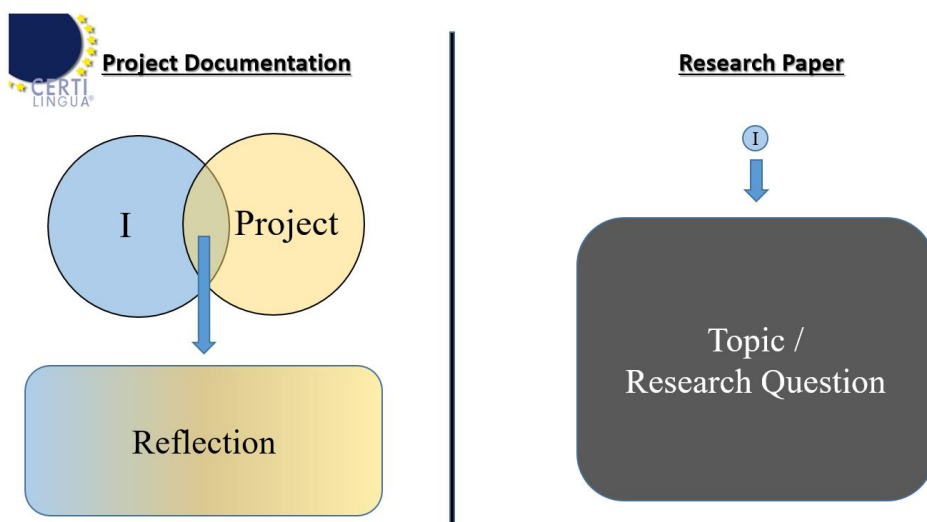 CERTI
LINGUA®
Project Documentation
I
Project
Reflection
Research Paper
I
Topic /
Research Question